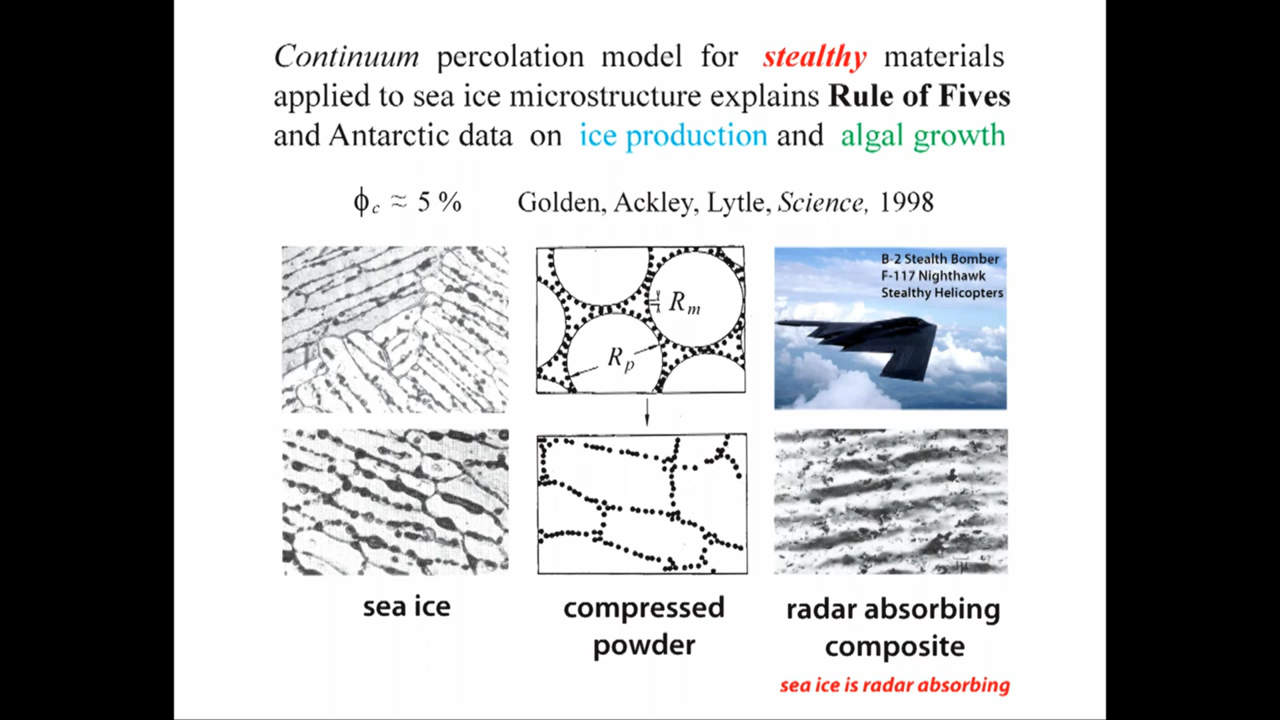 Continuum percolation model for stealthy materials
applied to sea ice microstructure explains Rule of Fives
and Antarctic data on ice production and algal growth
ϕc ≈ 5 % Golden, Ackley, Lytle, Science, 1998
B-2 Stealth Bomber
F-117 Nighthawk
Stealthy Helicopters
Rm
Rp
sea ice
compressed
powder
radar absorbing
composite
sea ice is radar absorbing